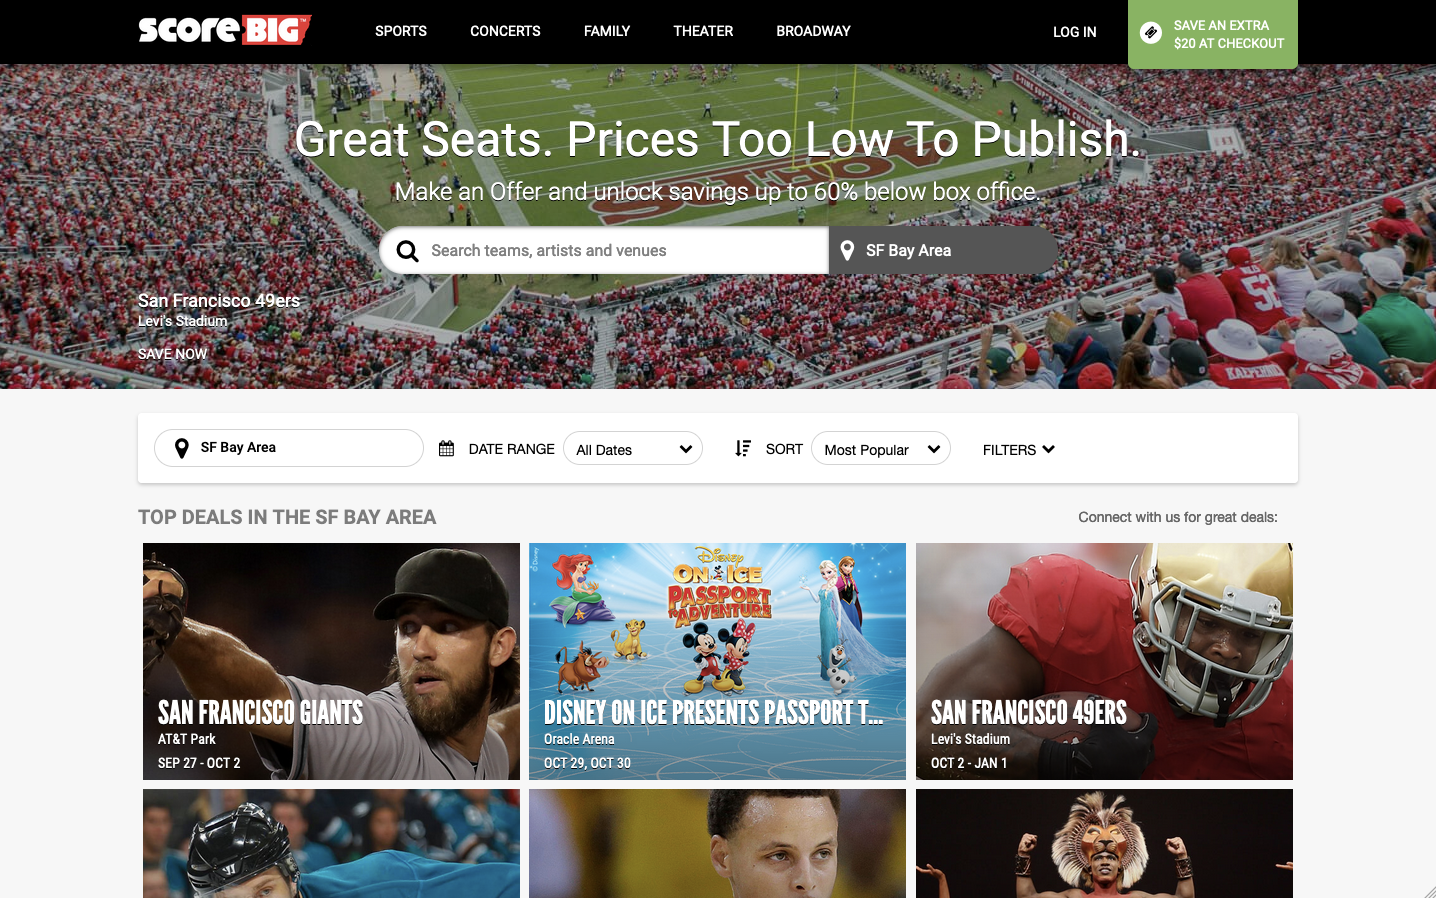 SCORE BIG™
SPORTS
CONCERTS
FAMILY
THEATER
BROADWAY
LOG IN
SAVE AN EXTRA
$20 AT CHECKOUT
Great Seats. Prices Too Low To Publish.
Make an Offer and unlock savings up to 60% below box office.
Search teams, artists and venues
SF Bay Area
San Francisco 49ers
Levi's Stadium
SAVE NOW
SF Bay Area
DATE RANGE
All Dates
SORT
Most Popular
FILTERS
TOP DEALS IN THE SF BAY AREA
Connect with us for great deals:
SAN FRANCISCO GIANTS
AT&T Park
SEP 27 - OCT 2
© Disney
Disney
ON ICE
PASSPORT
TO ADVENTURE
DISNEY ON ICE PRESENTS PASSPORT T...
Oracle Arena
OCT 29, OCT 30
SAN FRANCISCO 49ERS
Levi's Stadium
OCT 2 - JAN 1